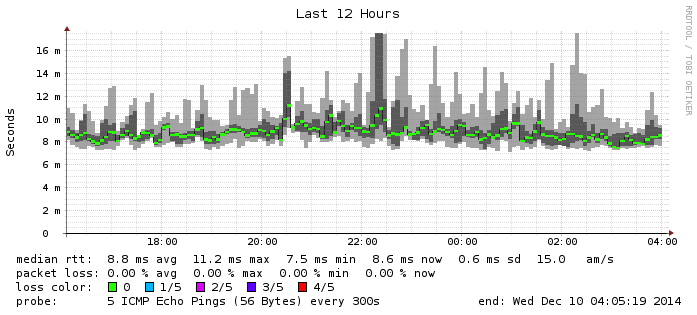 Last 12 Hours
RRDTOOL / TOBI OETIKER
Seconds
16 m
14 m
12 m
10 m
8 m
6 m
4 m
2 m
0
18:00 20:00 22:00 00:00 02:00 04:00
median rtt: 8.8 ms avg 11.2 ms max 7.5 ms min 8.6 ms now 0.6 ms sd 15.0 am/s
packet loss: 0.00 % avg 0.00 % max 0.00 % min 0.00 % now
loss color: 0 1/5 2/5 3/5 4/5
probe: 5 ICMP Echo Pings (56 Bytes) every 300s end: Wed Dec 10 04:05:19 2014